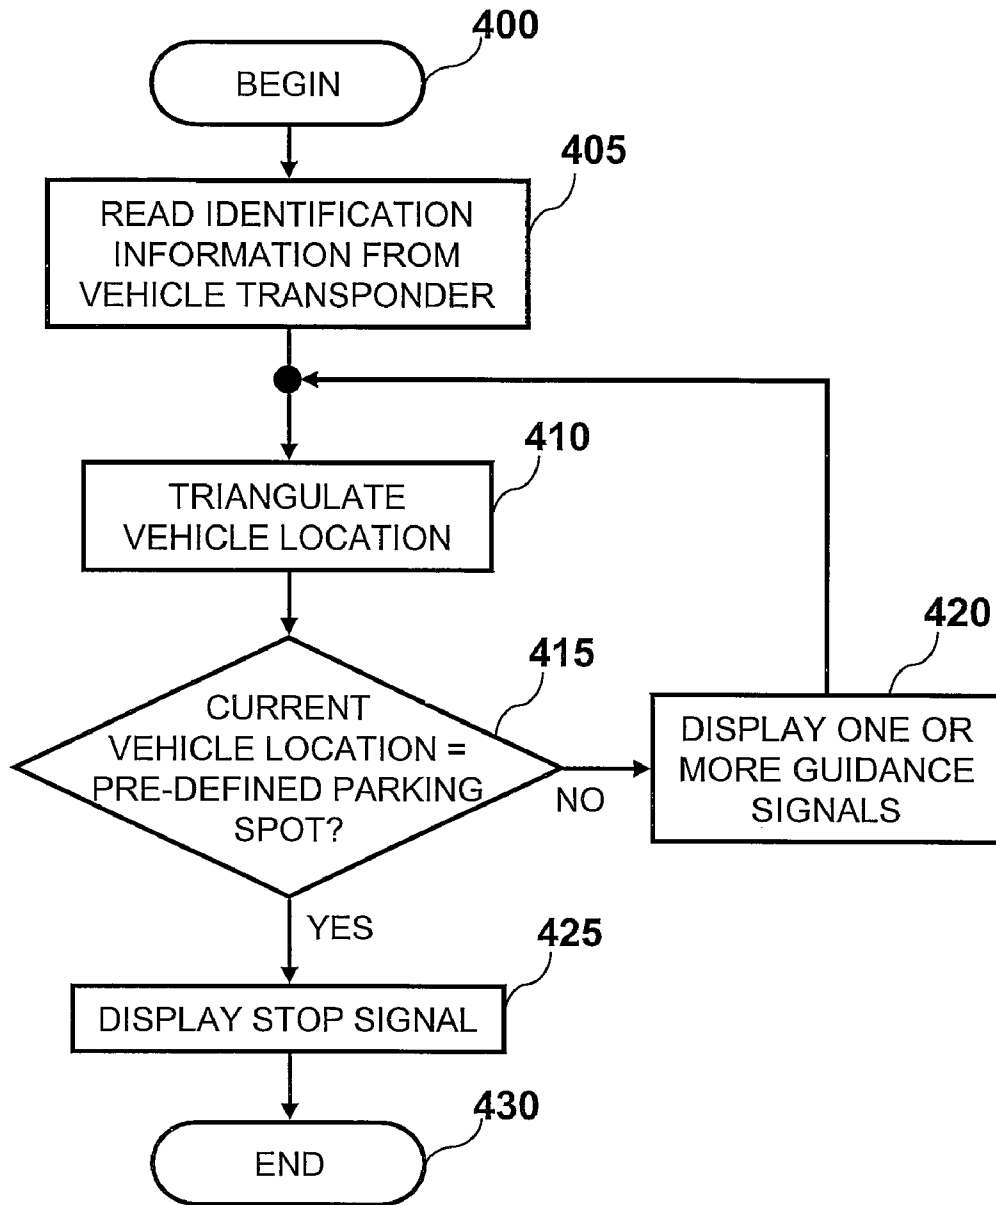 400
BEGIN
405
READ IDENTIFICATION
INFORMATION FROM
VEHICLE TRANSPONDER
410
TRIANGULATE
VEHICLE LOCATION
415
CURRENT
VEHICLE LOCATION =
PRE-DEFINED PARKING
SPOT?
NO
420
DISPLAY ONE OR
MORE GUIDANCE
SIGNALS
YES
425
DISPLAY STOP SIGNAL
430
END